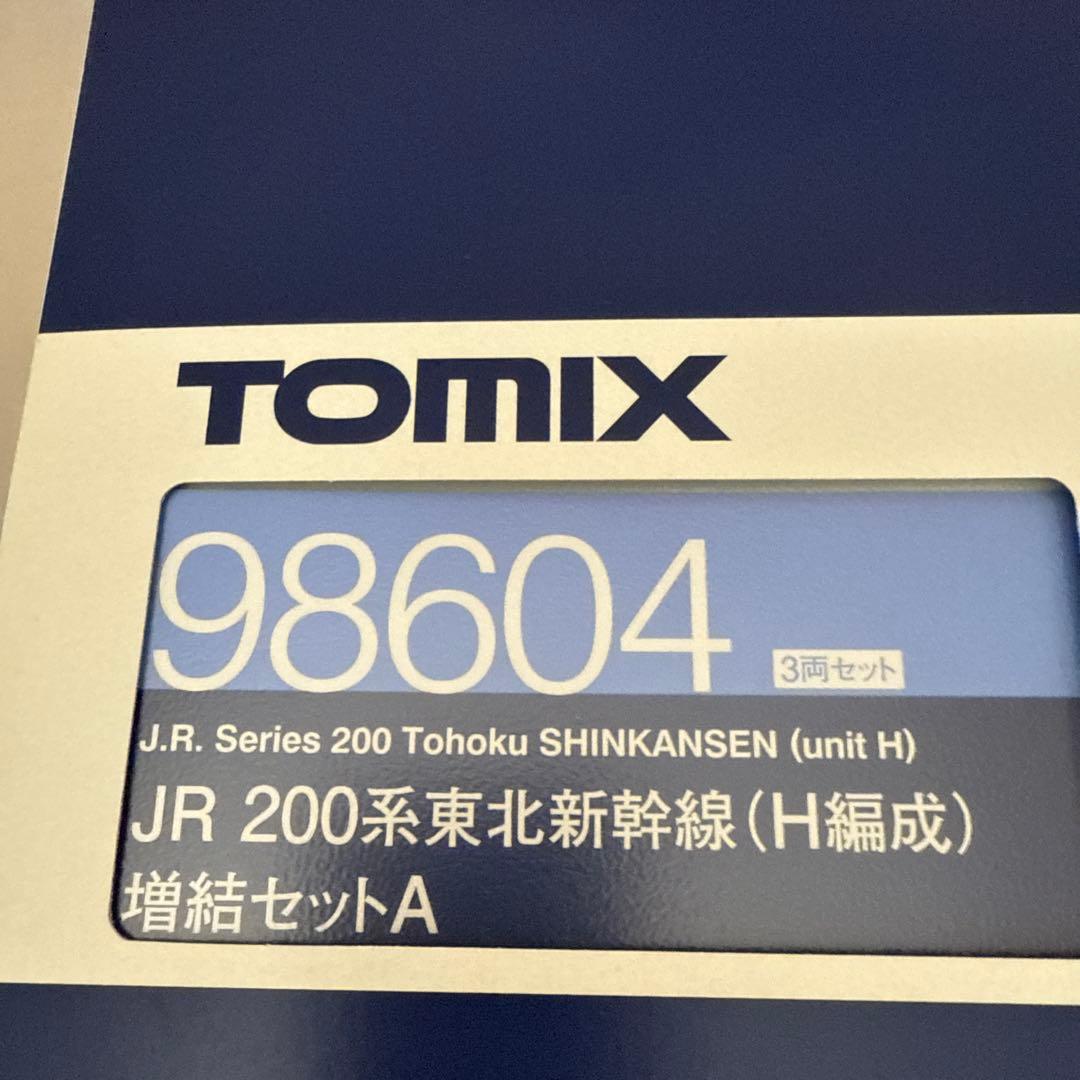 TOMIX
98604 3両セット
J.R. Series 200 Tohoku SHINKANSEN (unit H)
JR 200系東北新幹線(H編成)
増結セットA